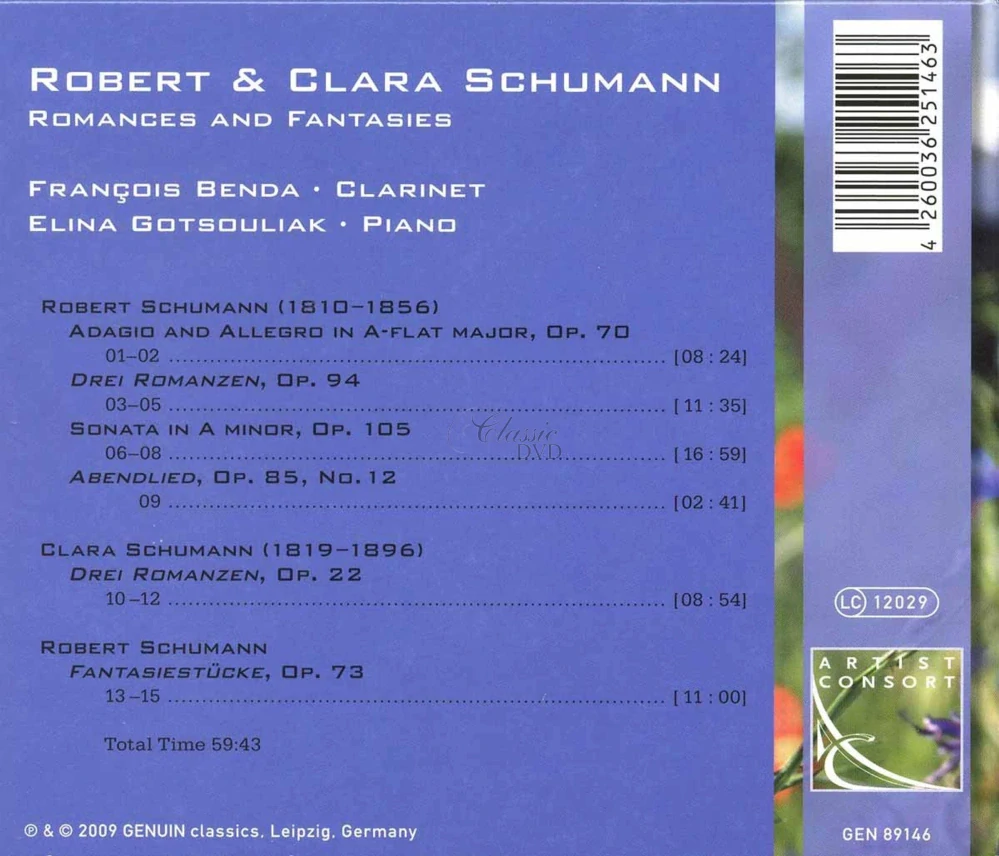 ROBERT & CLARA SCHUMANN
ROMANCES AND FANTASIES
FRANÇOIS BENDA · CLARINET
ELINA GOTSOULIAK · PIANO
ROBERT SCHUMANN (1810–1856)
ADAGIO AND ALLEGRO IN A-FLAT MAJOR, OP. 70
01–02 [08 : 24]
DREI ROMANZEN, OP. 94
03–05 [11 : 35]
SONATA IN A MINOR, OP. 105
06–08 [16 : 59]
ABENDLIED, OP. 85, NO. 12
09 [02 : 41]
CLARA SCHUMANN (1819–1896)
DREI ROMANZEN, OP. 22
10–12 [08 : 54]
ROBERT SCHUMANN
FANTASIESTÜCKE, OP. 73
13–15 [11 : 00]
Total Time 59:43
℗ & © 2009 GENUIN classics, Leipzig, Germany
Classic
DVD
4 260036 251463
LC 12029
ARTIST
CONSORT
GEN 89146